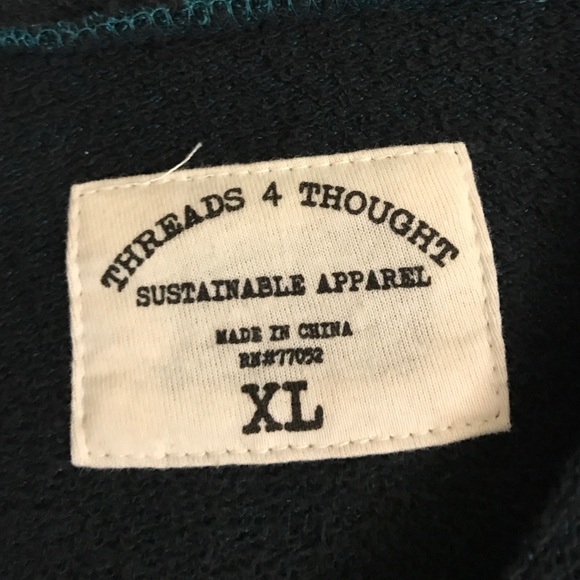 THREADS 4 THOUGHT
SUSTAINABLE APPAREL
MADE IN CHINA
RN#77052
XL